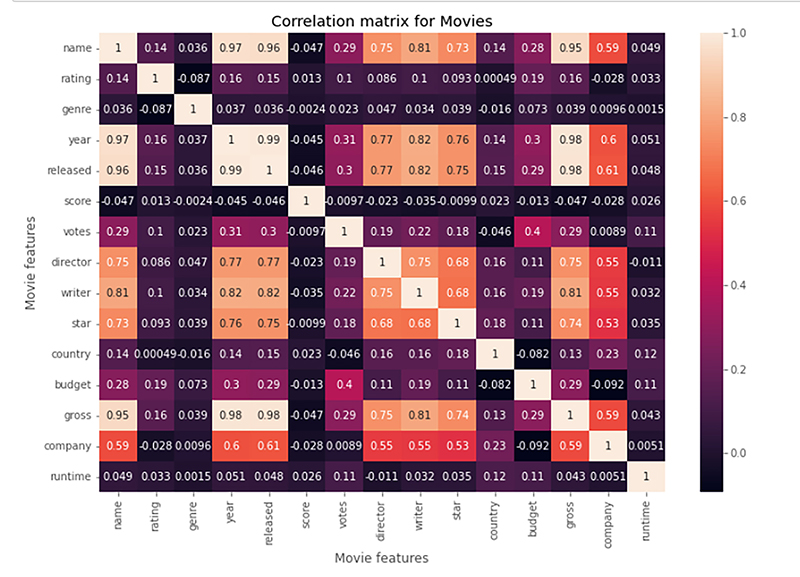 Correlation matrix for Movies
name 1 0.14 0.036 0.97 0.96 -0.047 0.29 0.75 0.81 0.73 0.14 0.28 0.95 0.59 0.049
rating 0.14 1 -0.087 0.16 0.15 0.013 0.1 0.086 0.1 0.093 0.00049 0.19 0.16 -0.028 0.033
genre 0.036 -0.087 1 0.037 0.036 -0.0024 0.023 0.047 0.034 0.039 -0.016 0.073 0.039 0.0096 0.0015
year 0.97 0.16 0.037 1 0.99 -0.045 0.31 0.77 0.82 0.76 0.14 0.3 0.98 0.6 0.051
released 0.96 0.15 0.036 0.99 1 -0.046 0.3 0.77 0.82 0.75 0.15 0.29 0.98 0.61 0.048
score -0.047 0.013 -0.0024 -0.045 -0.046 1 -0.0097 -0.023 -0.035 -0.0099 0.023 -0.013 -0.047 -0.028 0.026
votes 0.29 0.1 0.023 0.31 0.3 -0.0097 1 0.19 0.22 0.18 -0.046 0.4 0.29 0.0089 0.11
director 0.75 0.086 0.047 0.77 0.77 -0.023 0.19 1 0.75 0.68 0.16 0.11 0.75 0.55 -0.011
writer 0.81 0.1 0.034 0.82 0.82 -0.035 0.22 0.75 1 0.68 0.16 0.19 0.81 0.55 0.032
star 0.73 0.093 0.039 0.76 0.75 -0.0099 0.18 0.68 0.68 1 0.18 0.11 0.74 0.53 0.035
country 0.14 0.00049 -0.016 0.14 0.15 0.023 -0.046 0.16 0.16 0.18 1 -0.082 0.13 0.23 0.12
budget 0.28 0.19 0.073 0.3 0.29 -0.013 0.4 0.11 0.19 0.11 -0.082 1 0.29 -0.092 0.11
gross 0.95 0.16 0.039 0.98 0.98 -0.047 0.29 0.75 0.81 0.74 0.13 0.29 1 0.59 0.043
company 0.59 -0.028 0.0096 0.6 0.61 -0.028 0.0089 0.55 0.55 0.53 0.23 -0.092 0.59 1 0.0051
runtime 0.049 0.033 0.0015 0.051 0.048 0.026 0.11 -0.011 0.032 0.035 0.12 0.11 0.043 0.0051 1
name rating genre year released score votes director writer star country budget gross company runtime
Movie features
Movie features
1.0
0.8
0.6
0.4
0.2
0.0